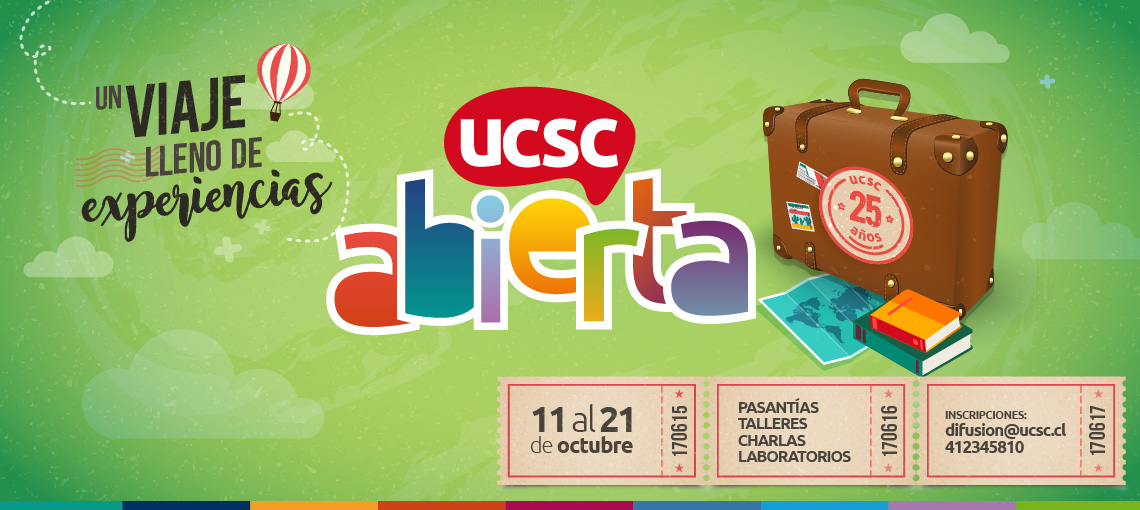 UN VIAJE
LLENO DE
experiencias
UCSC
abierta
ucsc
25
años
11 al 21
de octubre
170615
PASANTÍAS
TALLERES
CHARLAS
LABORATORIOS
170616
INSCRIPCIONES:
difusion@ucsc.cl
412345810
170617